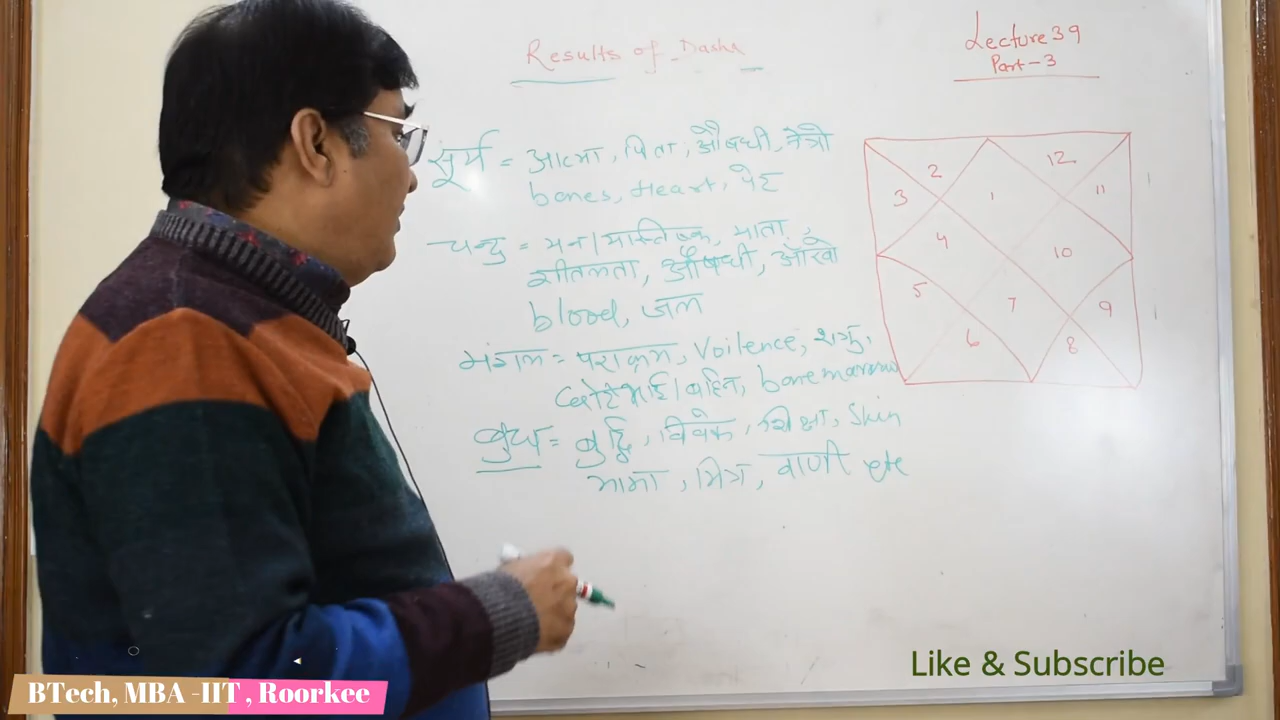 Results of Dasha
Lecture 39
Part-3
सूर्य = आत्मा, पिता, औषधी, नेत्रो
bones, Heart, पेट
चन्द्र = मन/मास्तिष्क, माता,
शीतलता, औषधी, आँखो
blood, जल
मंगल = पराक्रम, Voilence, शत्रु,
छोटे भाई/बहिन, bone marrow
बुध = बुद्धि, विवेक, शिक्षा, Skin
मामा, मित्र, वाणी etc
2 12
3 1 11
4 10
5 7 9
6 8
Like & Subscribe
BTech, MBA -IIT , Roorkee